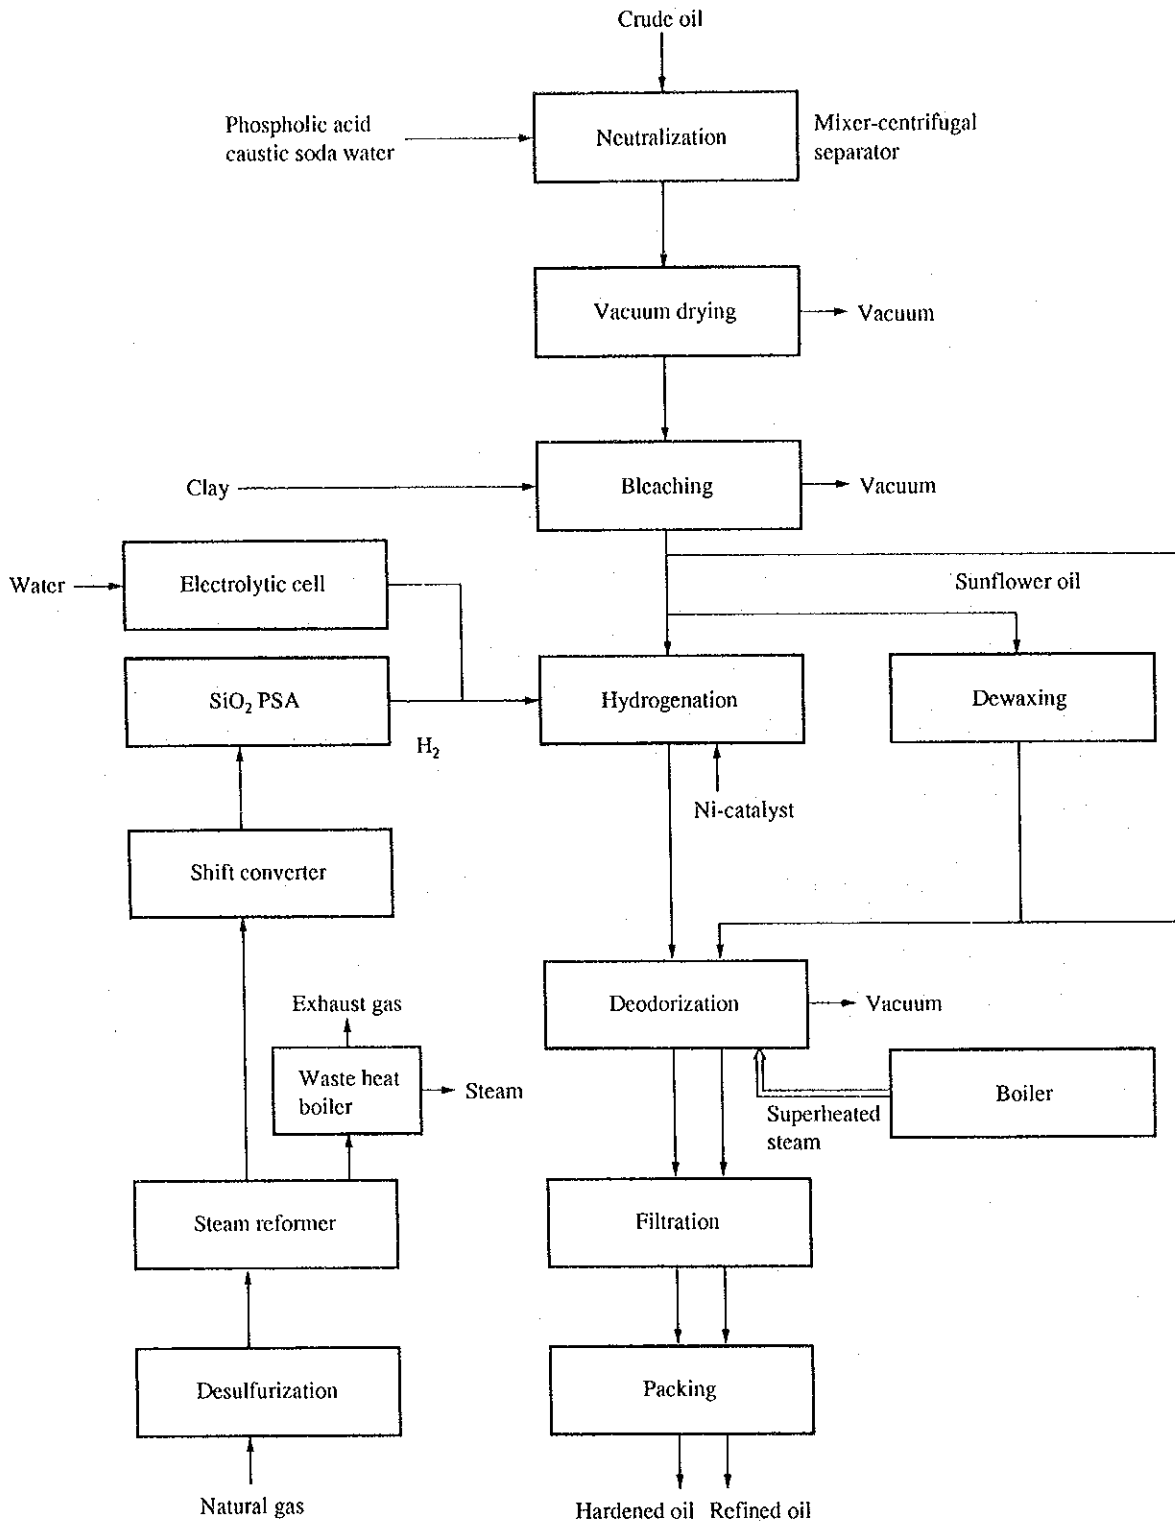 Crude oil
Phospholic acid
caustic soda water
Neutralization
Mixer-centrifugal
separator
Vacuum drying
Vacuum
Clay
Bleaching
Vacuum
Water
Electrolytic cell
Sunflower oil
SiO₂ PSA
H₂
Hydrogenation
Dewaxing
Ni-catalyst
Shift converter
Deodorization
Vacuum
Exhaust gas
Waste heat
boiler
Steam
Superheated
steam
Boiler
Steam reformer
Filtration
Desulfurization
Packing
Natural gas
Hardened oil
Refined oil